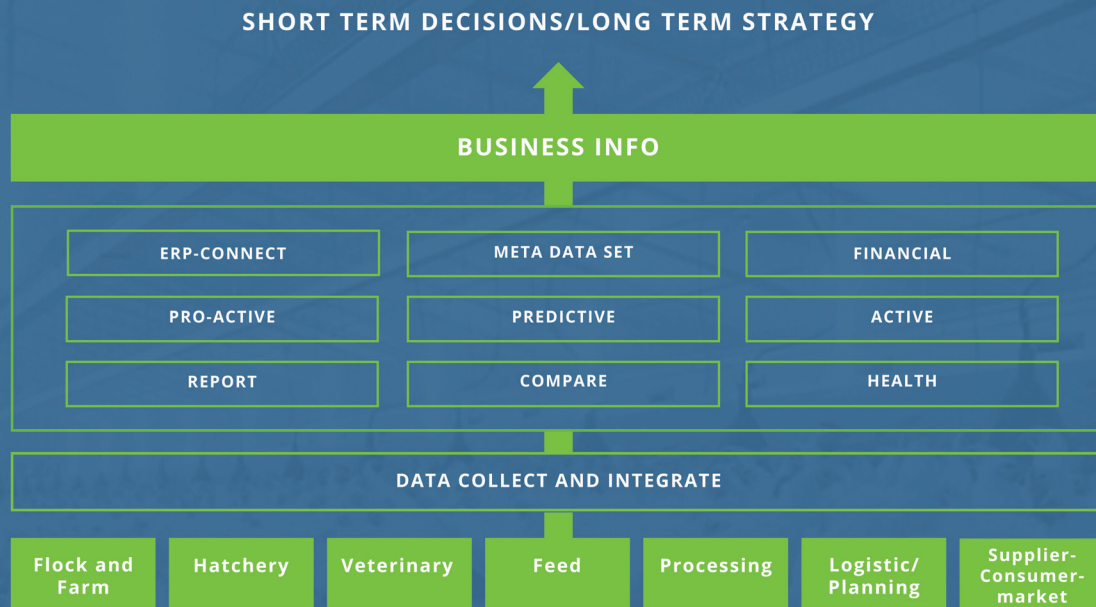 SHORT TERM DECISIONS/LONG TERM STRATEGY
BUSINESS INFO
ERP-CONNECT
META DATA SET
FINANCIAL
PRO-ACTIVE
PREDICTIVE
ACTIVE
REPORT
COMPARE
HEALTH
DATA COLLECT AND INTEGRATE
Flock and
Farm
Hatchery
Veterinary
Feed
Processing
Logistic/
Planning
Supplier-
Consumer-
market